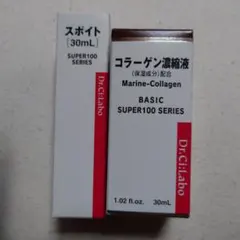 スポイト
[30mL]
SUPER100
SERIES
Dr.Ci:Labo
コラーゲン濃縮液
(保湿成分)配合
Marine-Collagen
BASIC
SUPER100 SERIES
1.02 fl.oz. 30mL
Dr.Ci:Labo